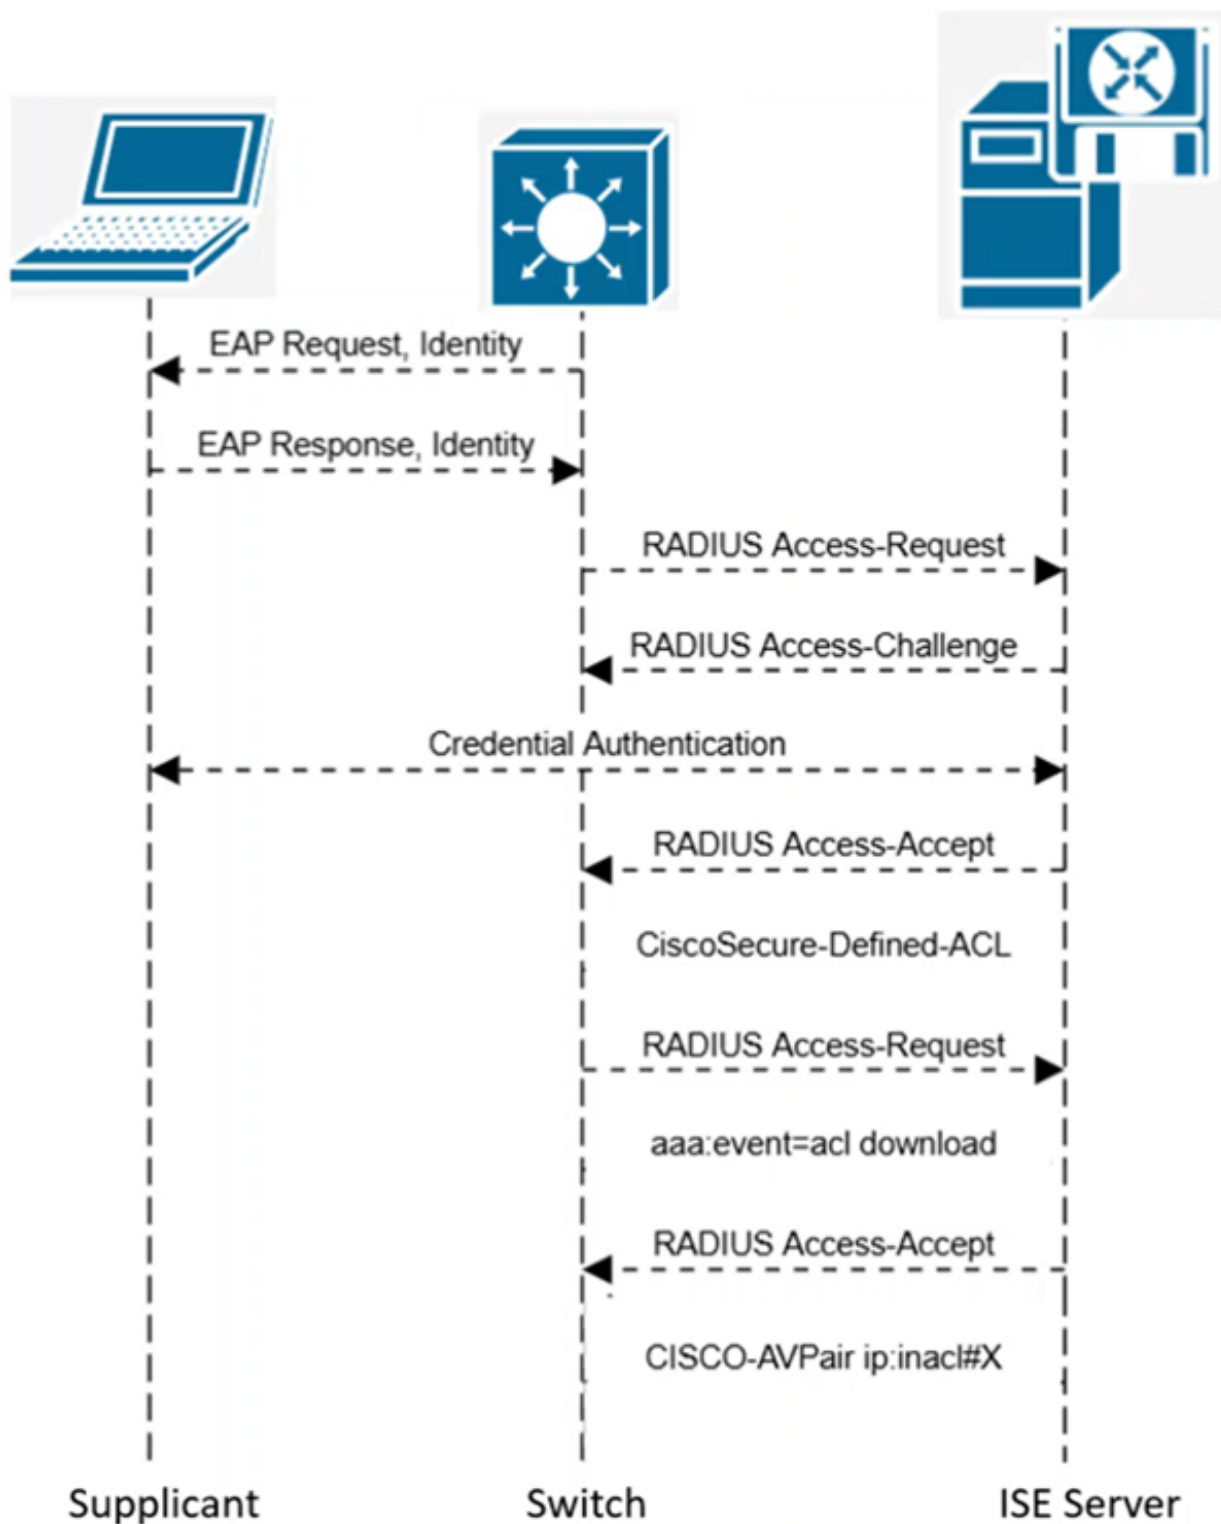 EAP Request, Identity
EAP Response, Identity
RADIUS Access-Request
RADIUS Access-Challenge
Credential Authentication
RADIUS Access-Accept
CiscoSecure-Defined-ACL
RADIUS Access-Request
aaa:event=acl download
RADIUS Access-Accept
CISCO-AVPair ip:inacl#X
Supplicant
Switch
ISE Server